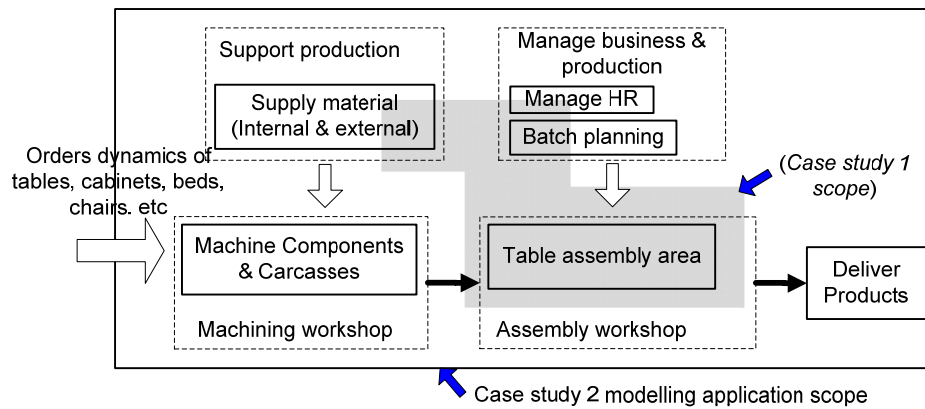 Support production
Supply material
(Internal & external)
Manage business &
production
Manage HR
Batch planning
Orders dynamics of
tables, cabinets, beds,
chairs. etc
(Case study 1
scope)
Machine Components
& Carcasses
Machining workshop
Table assembly area
Assembly workshop
Deliver
Products
Case study 2 modelling application scope